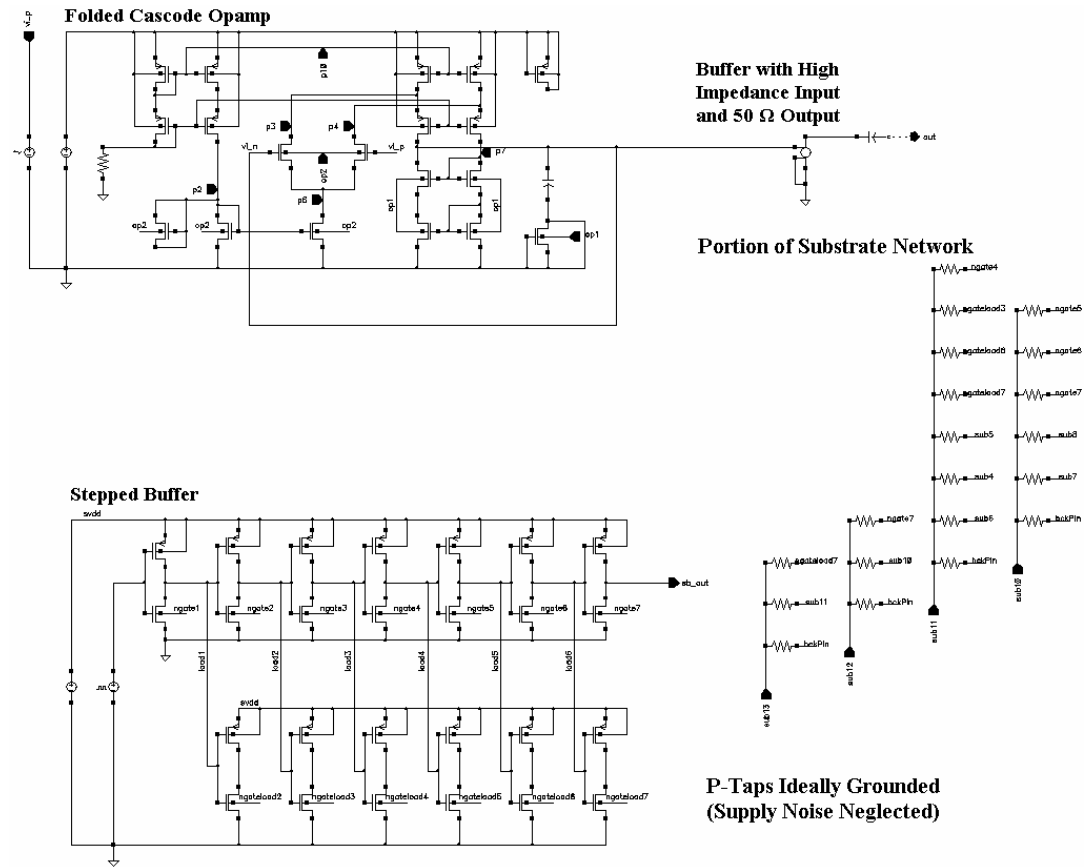 Folded Cascode Opamp
vi_p
p10
Buffer with High
Impedance Input
and 50 Ω Output
out
p3
p4
vi_n
op2
vi_p
p7
p2
p6
op1
op1
op2
op2
op2
op1
Portion of Substrate Network
ngate4
ngateload3
ngateload6
ngateload7
sub5
sub4
sub6
bckPin
sub11
ngate5
ngate6
ngate7
sub8
sub7
bckPin
sub10
ngate7
sub10
bckPin
sub12
ngateload7
sub11
bckPin
sub13
Stepped Buffer
svdd
ngate1
ngate2
ngate3
ngate4
ngate5
ngate6
ngate7
sb_out
load1
load2
load3
load4
load5
load6
svdd
ngateload2
ngateload3
ngateload4
ngateload5
ngateload6
ngateload7
P-Taps Ideally Grounded
(Supply Noise Neglected)